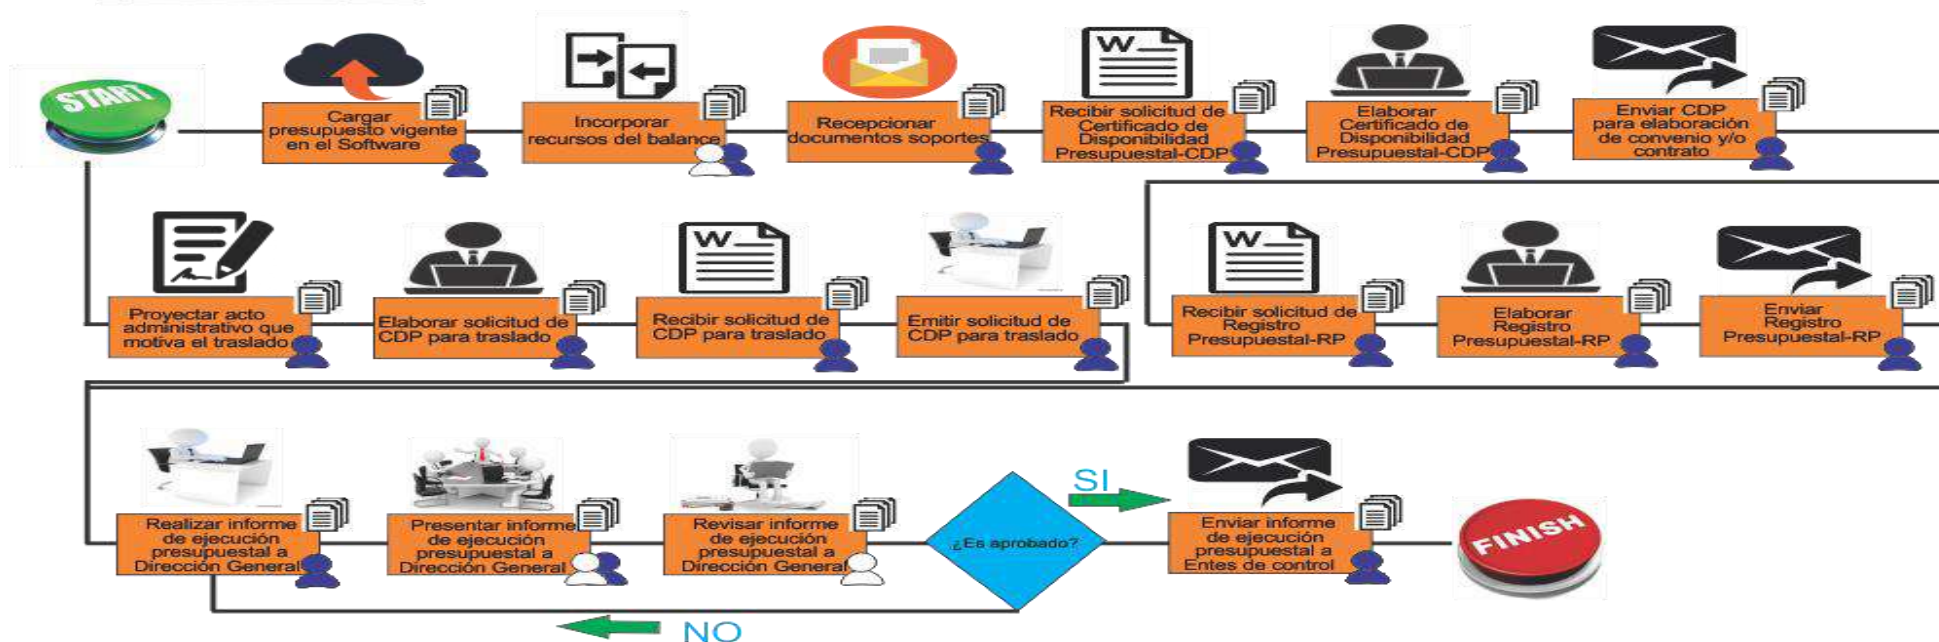 START
Cargar
presupuesto vigente
en el Software
Incorporar
recursos del balance
Recepcionar
documentos soportes
W
Recibir solicitud de
Certificado de
Disponibilidad
Presupuestal-CDP
Elaborar
Certificado de
Disponibilidad
Presupuestal-CDP
Enviar CDP
para elaboración
de convenio y/o
contrato
Proyectar acto
administrativo que
motiva el traslado
Elaborar solicitud de
CDP para traslado
W
Recibir solicitud de
CDP para traslado
Emitir solicitud de
CDP para traslado
W
Recibir solicitud de
Registro
Presupuestal-RP
Elaborar
Registro
Presupuestal-RP
Enviar
Registro
Presupuestal-RP
Realizar informe
de ejecución
presupuestal a
Dirección General
Presentar informe
de ejecución
presupuestal a
Dirección General
Revisar informe
de ejecución
presupuestal a
Dirección General
¿Es aprobado?
SI
Enviar informe
de ejecución
presupuestal a
Entes de control
FINISH
NO